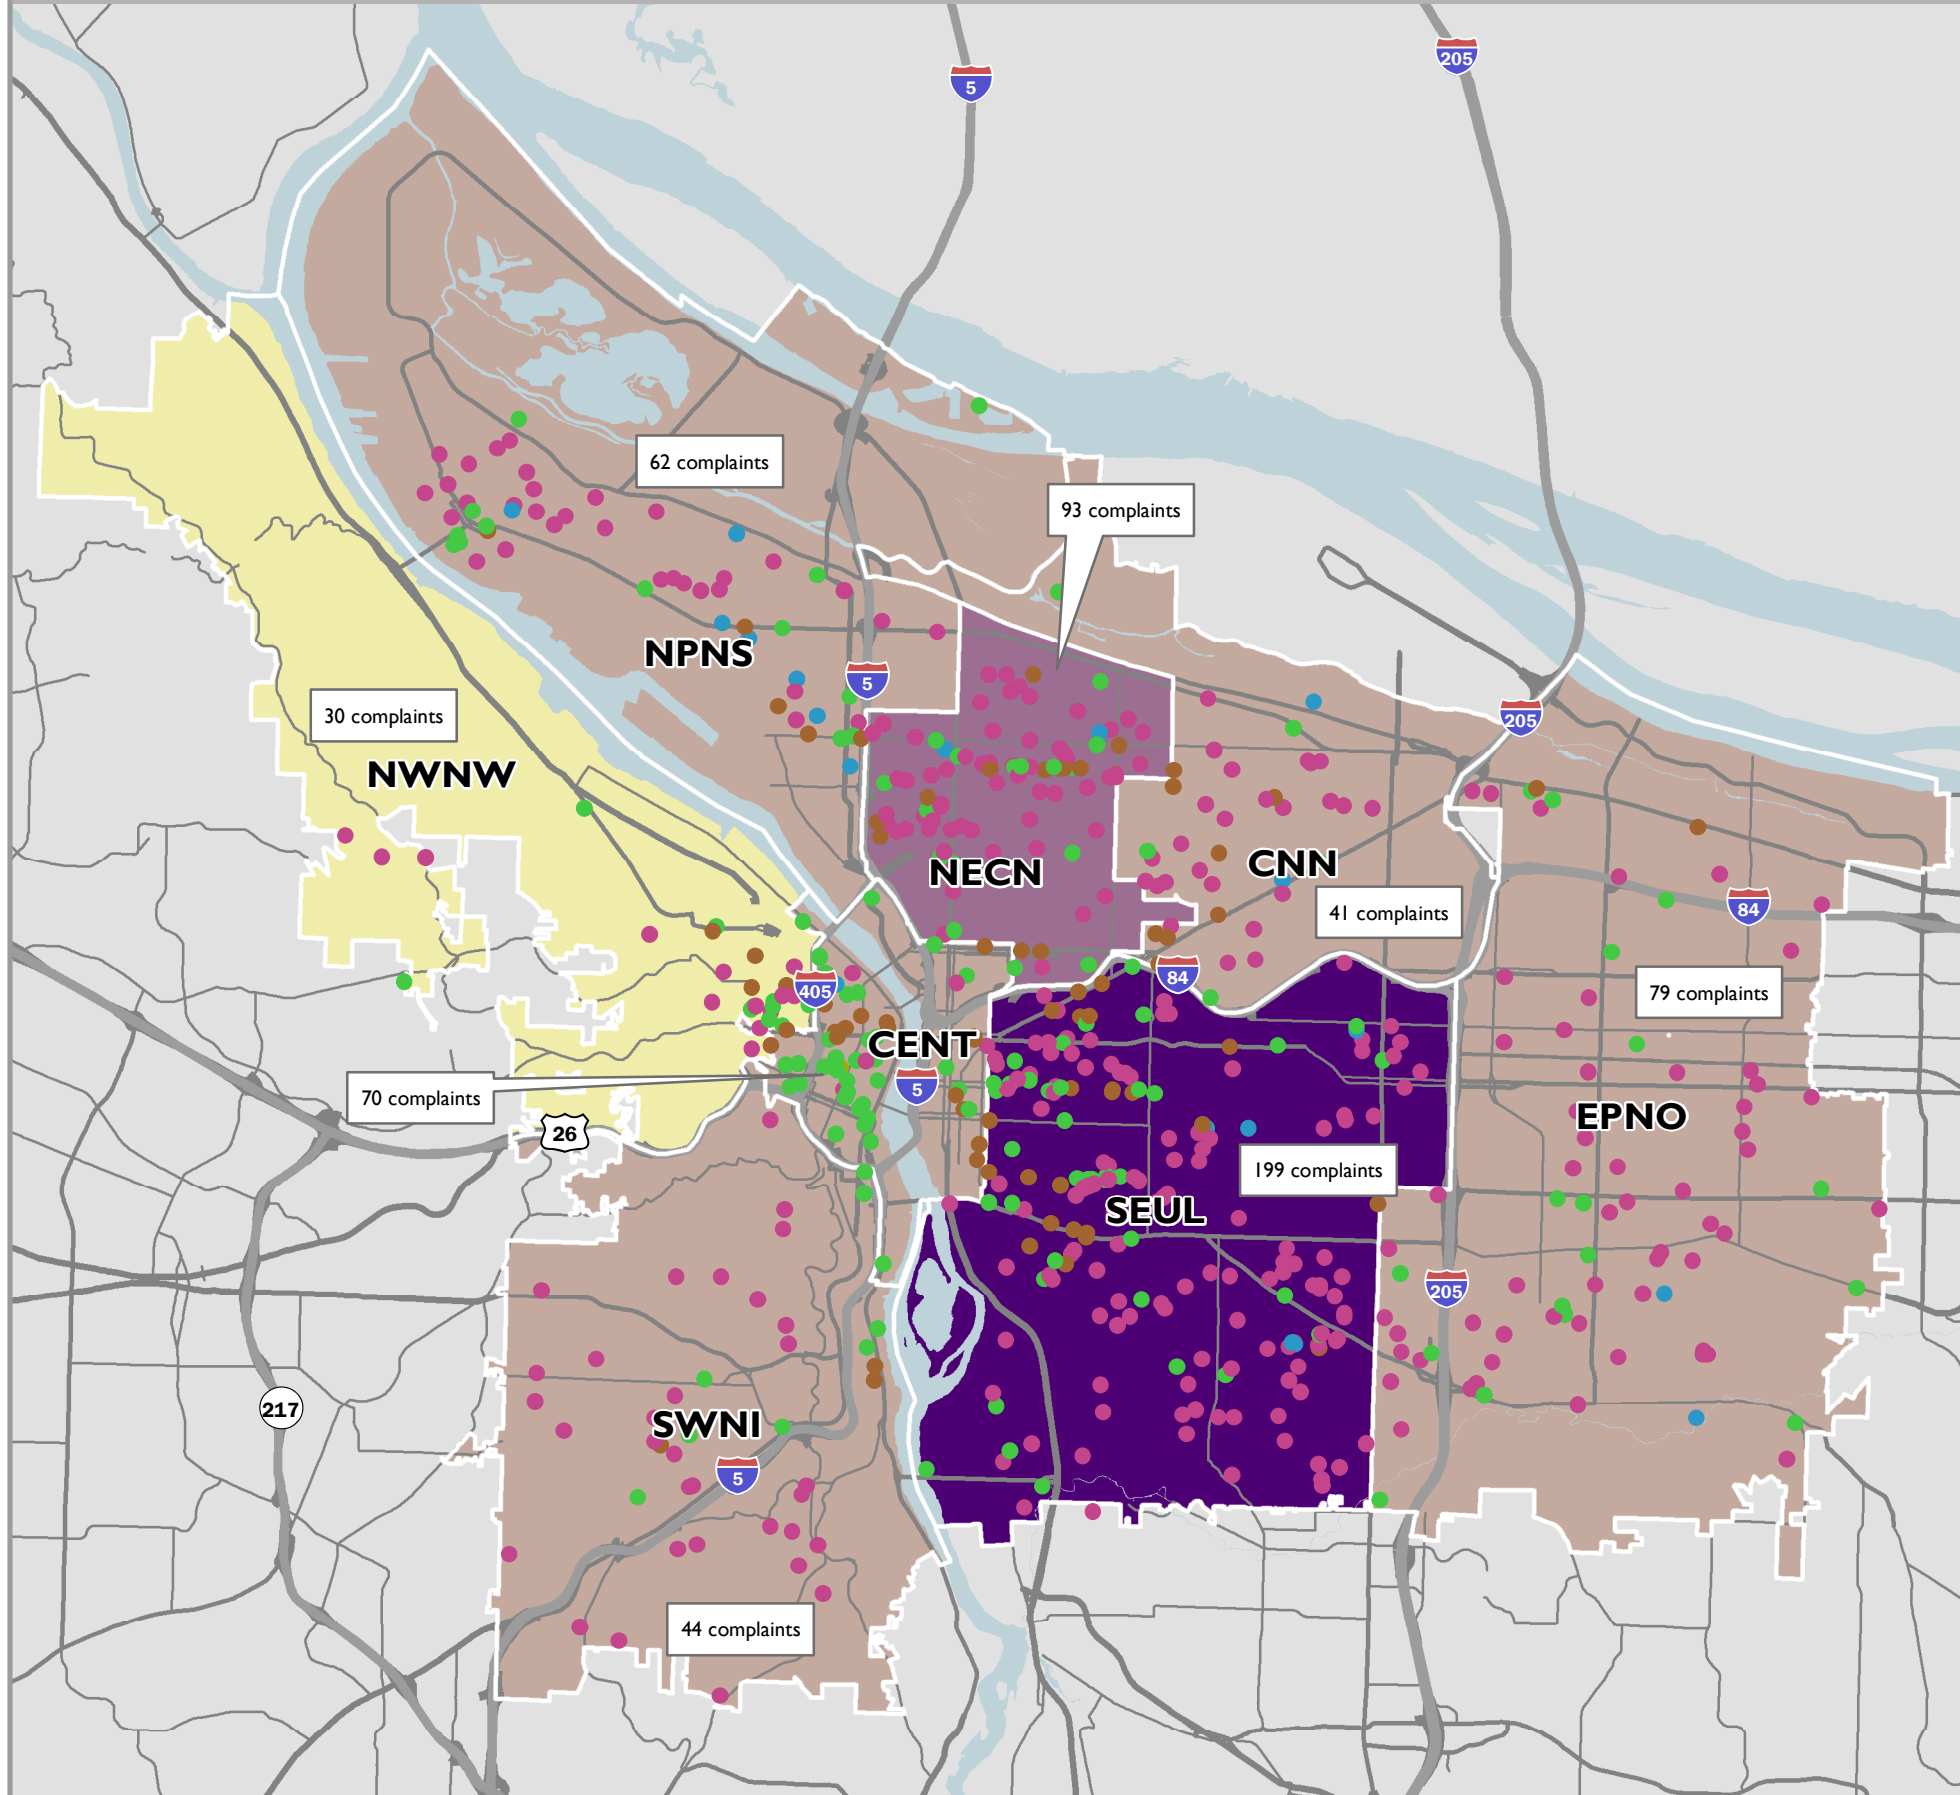 205
5
62 complaints
93 complaints
NPNS
5
30 complaints
205
NWNW
CNN
NECN
84
41 complaints
84
405
79 complaints
CENT
5
70 complaints
EPNO
26
199 complaints
SEUL
205
217
SWNI
5
44 complaints